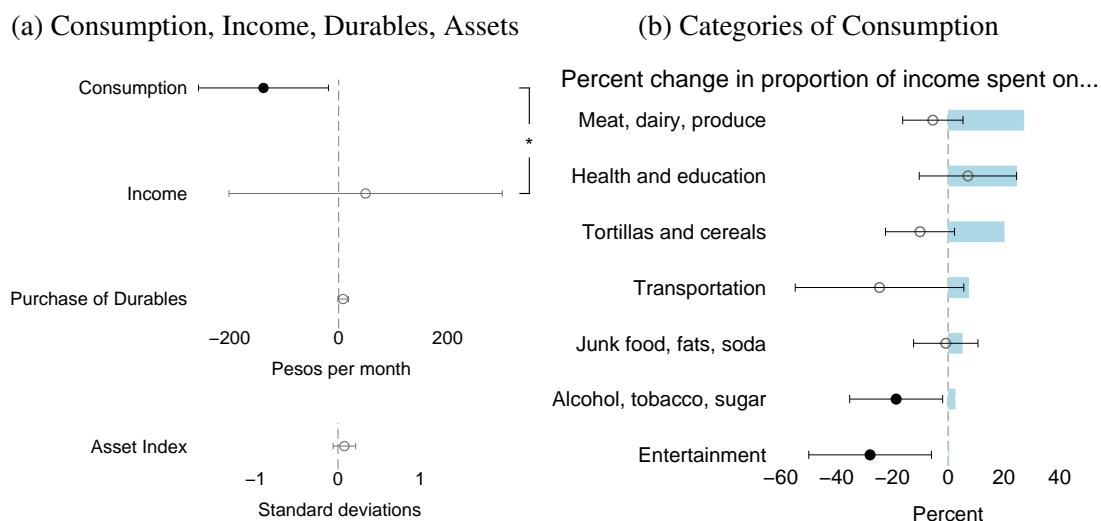 (a) Consumption, Income, Durables, Assets
Consumption
*
Income
Purchase of Durables
−200 0 200
Pesos per month
Asset Index
−1 0 1
Standard deviations
(b) Categories of Consumption
Percent change in proportion of income spent on...
Meat, dairy, produce
Health and education
Tortillas and cereals
Transportation
Junk food, fats, soda
Alcohol, tobacco, sugar
Entertainment
−60 −40 −20 0 20 40
Percent